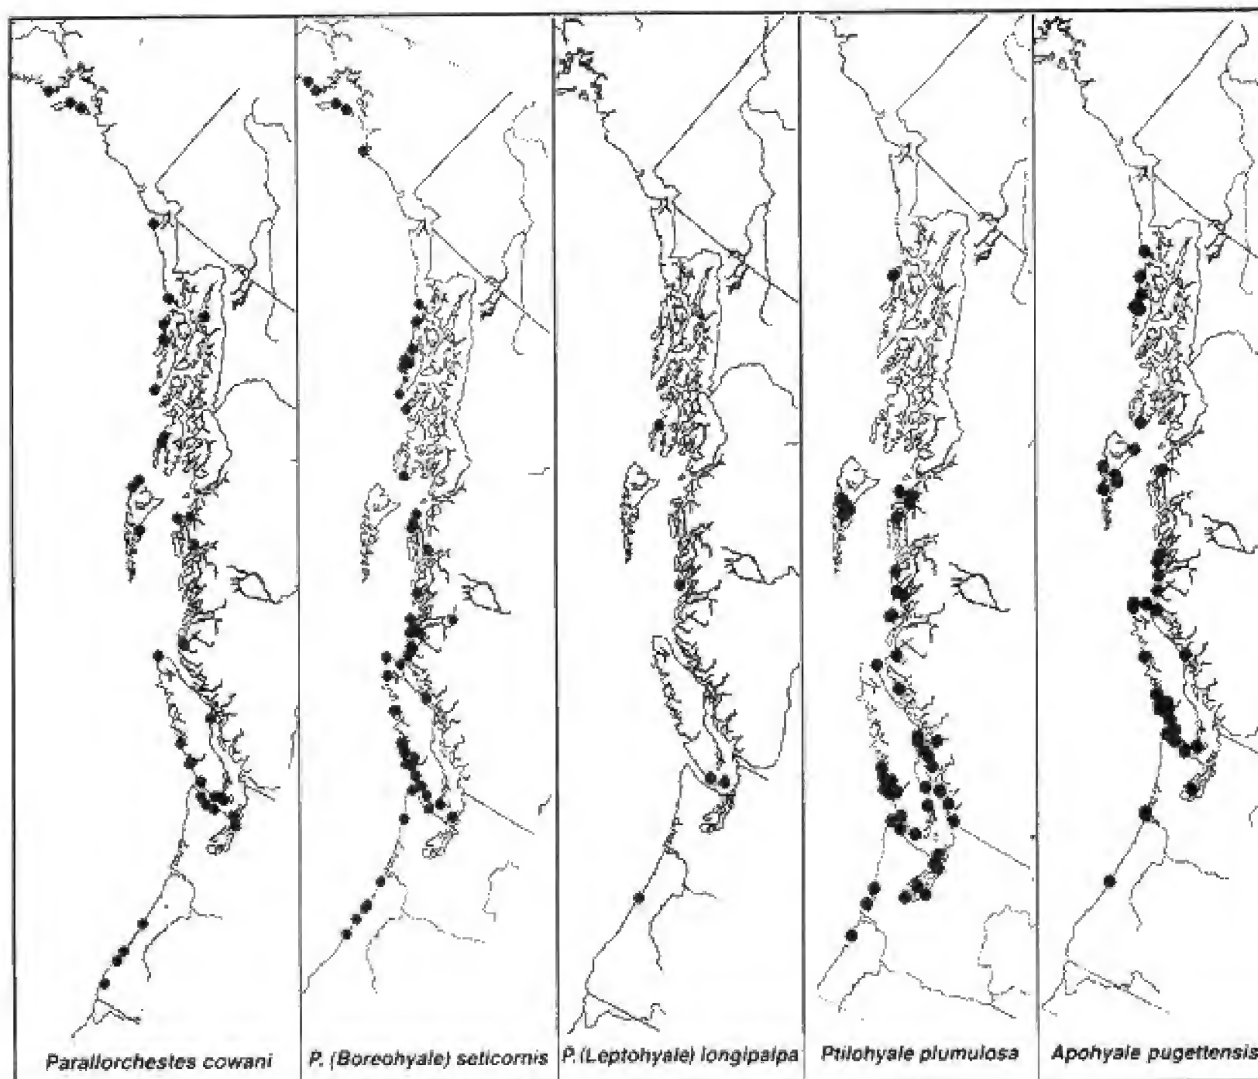 Parallorchestes cowani
P. (Boreohyale) seticornis
P. (Leptohyale) longipalpa
Ptilohyale plumulosa
Apohyale pugettensis